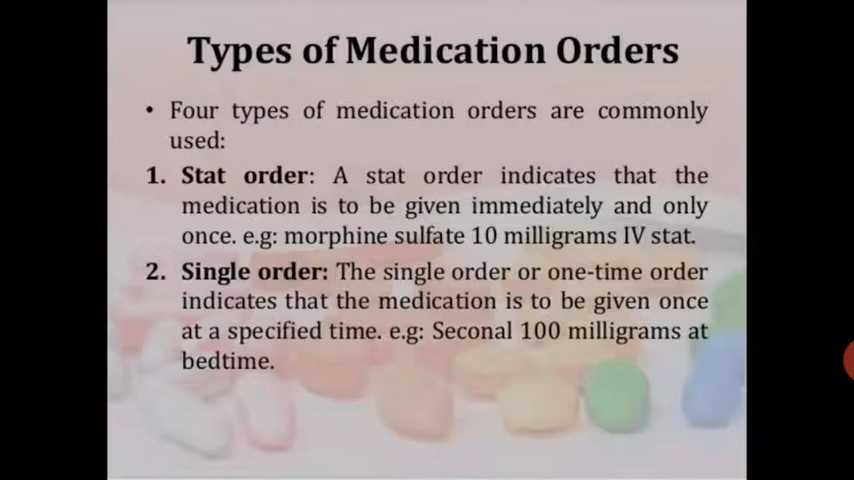 Types of Medication Orders
• Four types of medication orders are commonly
used:
1. Stat order: A stat order indicates that the
medication is to be given immediately and only
once. e.g: morphine sulfate 10 milligrams IV stat.
2. Single order: The single order or one-time order
indicates that the medication is to be given once
at a specified time. e.g: Seconal 100 milligrams at
bedtime.